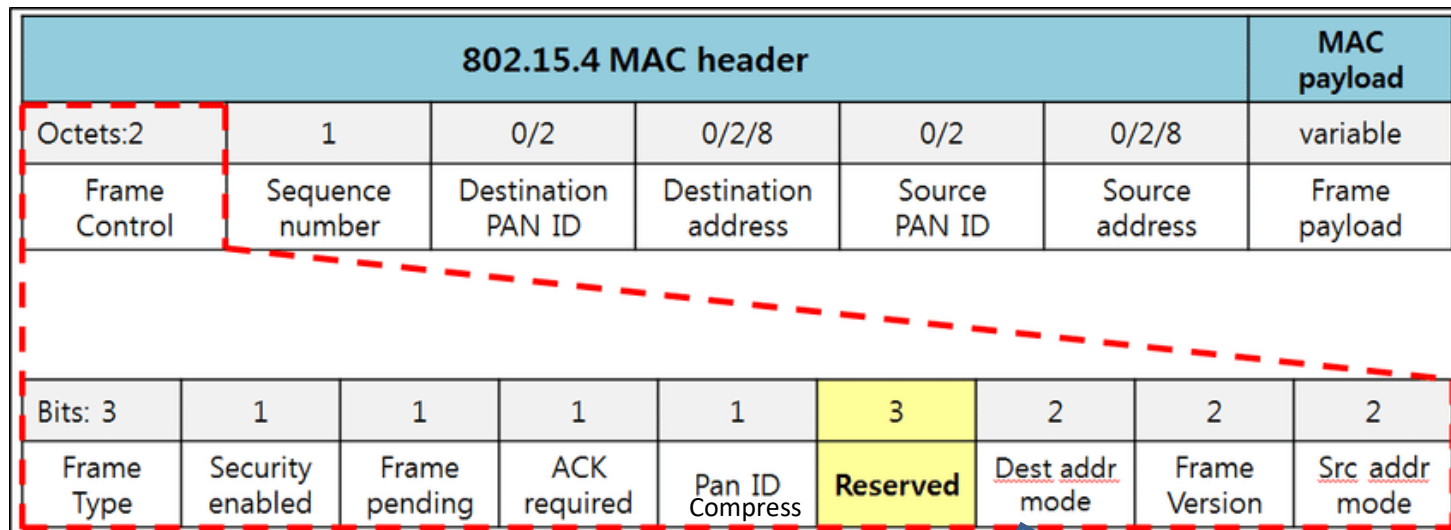 802.15.4 MAC header
MAC
payload
Octets:2 1 0/2 0/2/8 0/2 0/2/8 variable
Frame Sequence Destination Destination Source Source Frame
Control number PAN ID address PAN ID address payload
Bits: 3 1 1 1 1 3 2 2 2
Frame Security Frame ACK Pan ID Reserved Dest addr Frame Src addr
Type enabled pending required Compress mode Version mode